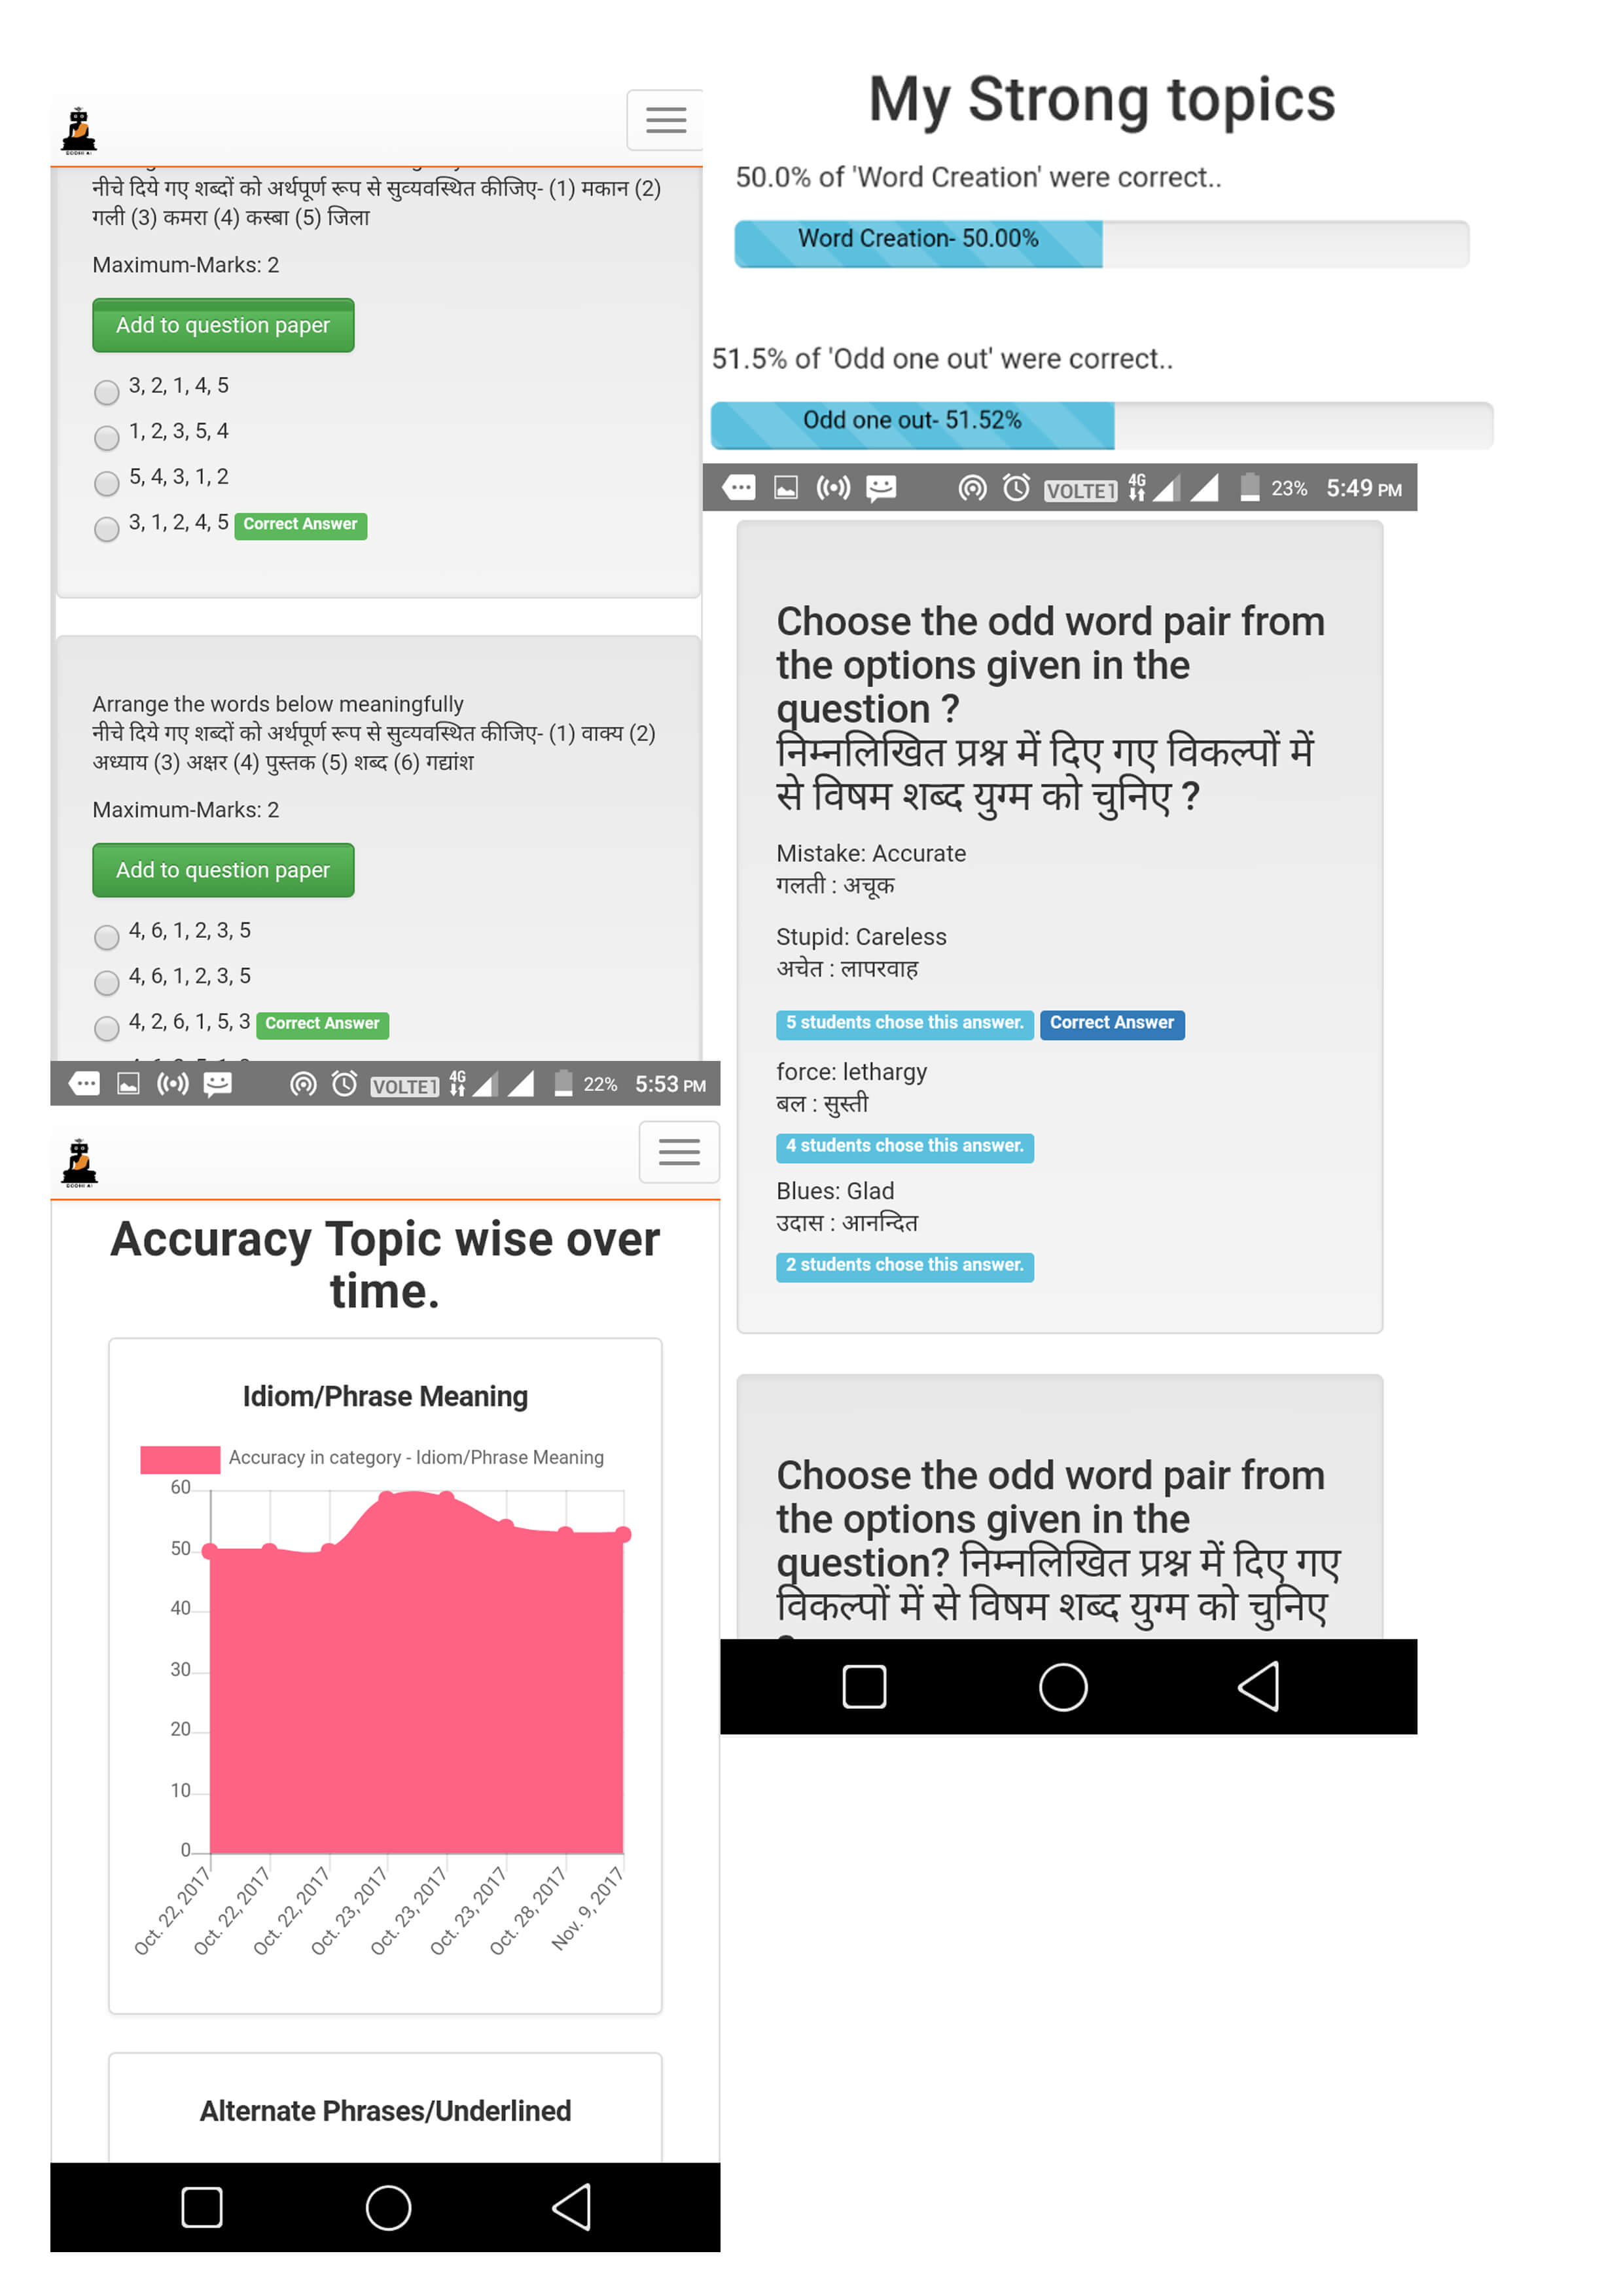 नीचे दिये गए शब्दों को अर्थपूर्ण रूप से सुव्यवस्थित कीजिए- (1) मकान (2)
गली (3) कमरा (4) कस्बा (5) जिला
Maximum-Marks: 2
Add to question paper
3, 2, 1, 4, 5
1, 2, 3, 5, 4
5, 4, 3, 1, 2
3, 1, 2, 4, 5 Correct Answer
Arrange the words below meaningfully
नीचे दिये गए शब्दों को अर्थपूर्ण रूप से सुव्यवस्थित कीजिए- (1) वाक्य (2)
अध्याय (3) अक्षर (4) पुस्तक (5) शब्द (6) गद्यांश
Maximum-Marks: 2
Add to question paper
4, 6, 1, 2, 3, 5
4, 6, 1, 2, 3, 5
4, 2, 6, 1, 5, 3 Correct Answer
VOLTE1 4G 22% 5:53 PM
BODHI AI
Accuracy Topic wise over
time.
Idiom/Phrase Meaning
Accuracy in category - Idiom/Phrase Meaning
60
50
40
30
20
10
0
Oct. 22, 2017
Oct. 22, 2017
Oct. 22, 2017
Oct. 23, 2017
Oct. 23, 2017
Oct. 23, 2017
Oct. 28, 2017
Nov. 9, 2017
Alternate Phrases/Underlined
My Strong topics
50.0% of 'Word Creation' were correct..
Word Creation- 50.00%
51.5% of 'Odd one out' were correct..
Odd one out- 51.52%
VOLTE1 4G 23% 5:49 PM
Choose the odd word pair from
the options given in the
question ?
निम्नलिखित प्रश्न में दिए गए विकल्पों में
से विषम शब्द युग्म को चुनिए ?
Mistake: Accurate
गलती : अचूक
Stupid: Careless
अचेत : लापरवाह
5 students chose this answer. Correct Answer
force: lethargy
बल : सुस्ती
4 students chose this answer.
Blues: Glad
उदास : आनन्दित
2 students chose this answer.
Choose the odd word pair from
the options given in the
question? निम्नलिखित प्रश्न में दिए गए
विकल्पों में से विषम शब्द युग्म को चुनिए